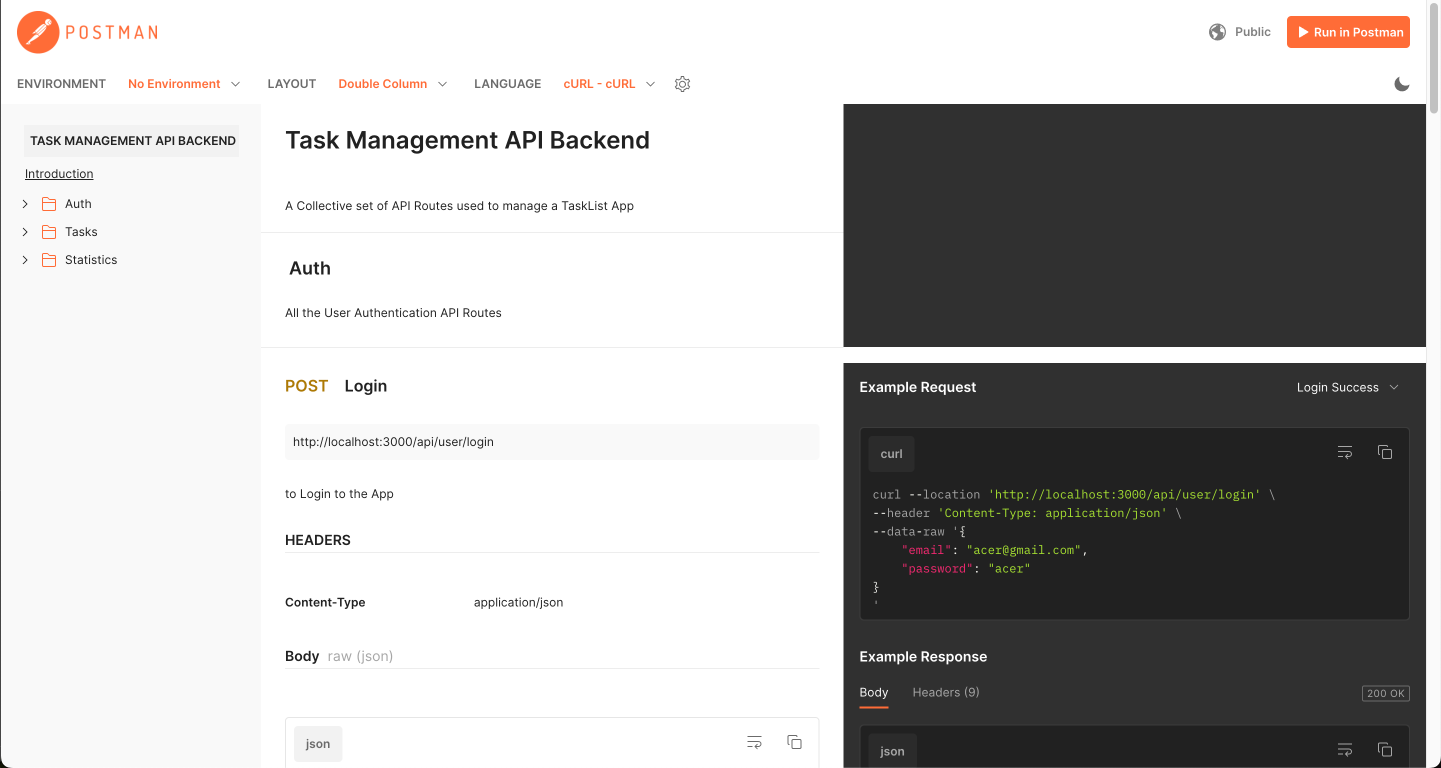 POSTMAN
Public
Run in Postman
ENVIRONMENT No Environment LAYOUT Double Column LANGUAGE cURL - cURL
TASK MANAGEMENT API BACKEND
Introduction
Auth
Tasks
Statistics
Task Management API Backend
A Collective set of API Routes used to manage a TaskList App
Auth
All the User Authentication API Routes
POST Login
http://localhost:3000/api/user/login
to Login to the App
HEADERS
Content-Type application/json
Body raw (json)
json
Example Request
Login Success
curl
curl --location 'http://localhost:3000/api/user/login' \
--header 'Content-Type: application/json' \
--data-raw '{
    "email": "acer@gmail.com",
    "password": "acer"
}
'
Example Response
Body Headers (9)
200 OK
json